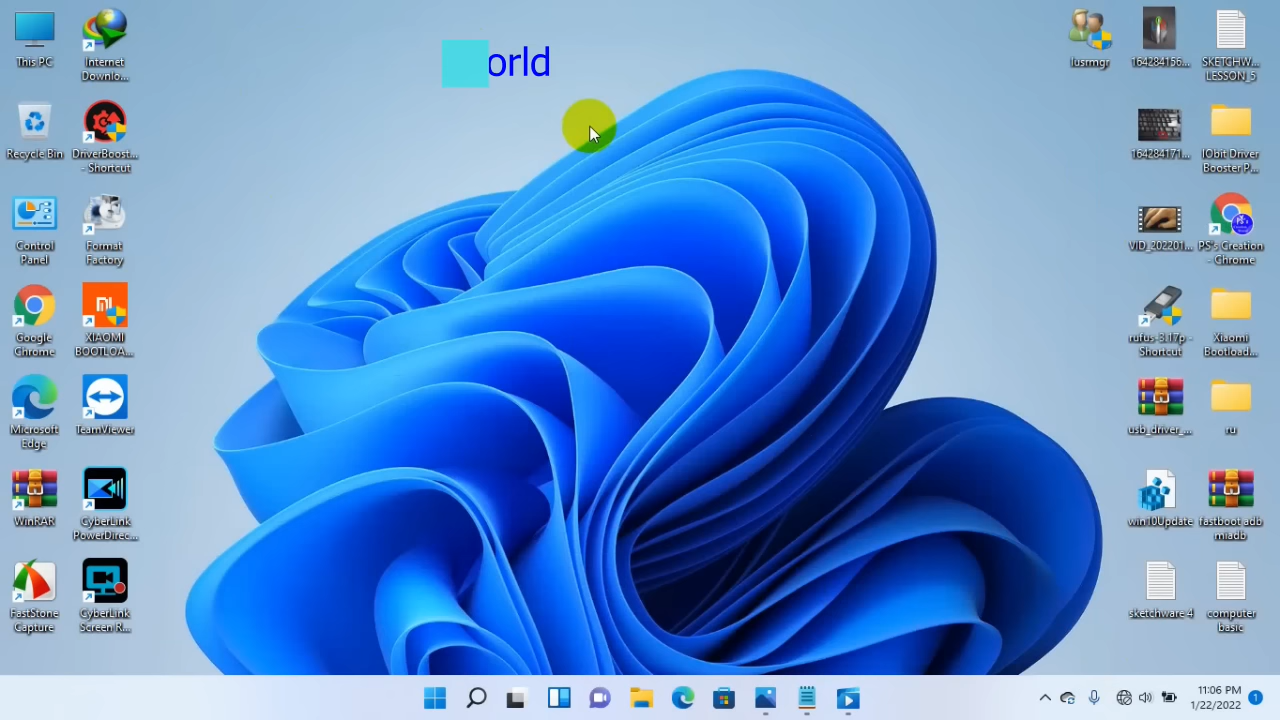 orld
This PC
Internet
Downlo...
Recycle Bin
DriverBoost...
- Shortcut
Control
Panel
Format
Factory
Google
Chrome
XIAOMI
BOOTLOA...
Microsoft
Edge
TeamViewer
WinRAR
CyberLink
PowerDirec...
FastStone
Capture
CyberLink
Screen R...
lusrmgr
164284156...
SKETCHW...
LESSON_5
164284171...
IObit Driver
Booster P...
VID_202201...
PS's Creation
- Chrome
rufus-3.17p -
Shortcut
Xiaomi
Bootload...
usb_driver_...
ru
win10Update
fastboot adb
miadb
sketchware 4
computer
basic
11:06 PM
1/22/2022
1